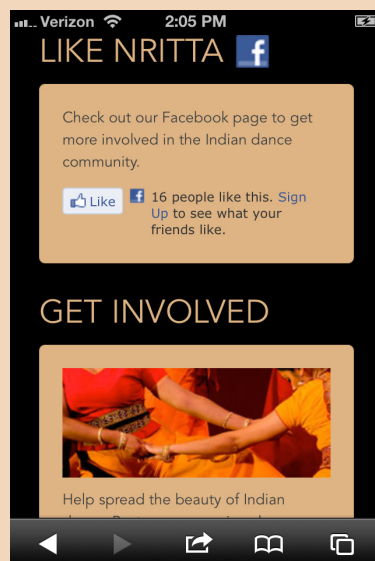 Verizon 2:05 PM
LIKE NRITTA f
Check out our Facebook page to get
more involved in the Indian dance
community.
Like
f 16 people like this. Sign
Up to see what your
friends like.
GET INVOLVED
Help spread the beauty of Indian